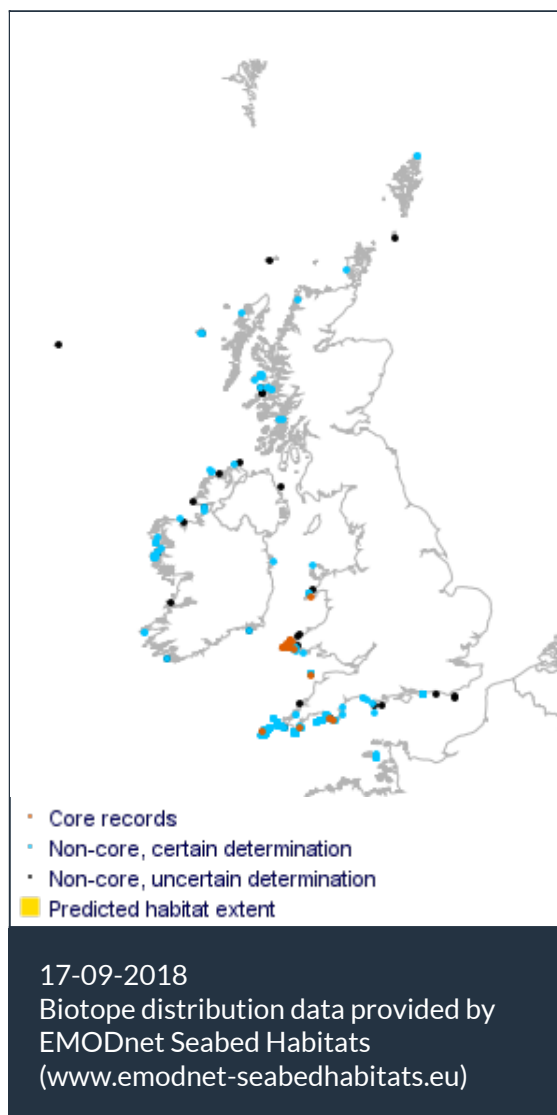 Core records
Non-core, certain determination
Non-core, uncertain determination
Predicted habitat extent
17-09-2018
Biotope distribution data provided by
EMODnet Seabed Habitats
(www.emodnet-seabedhabitats.eu)